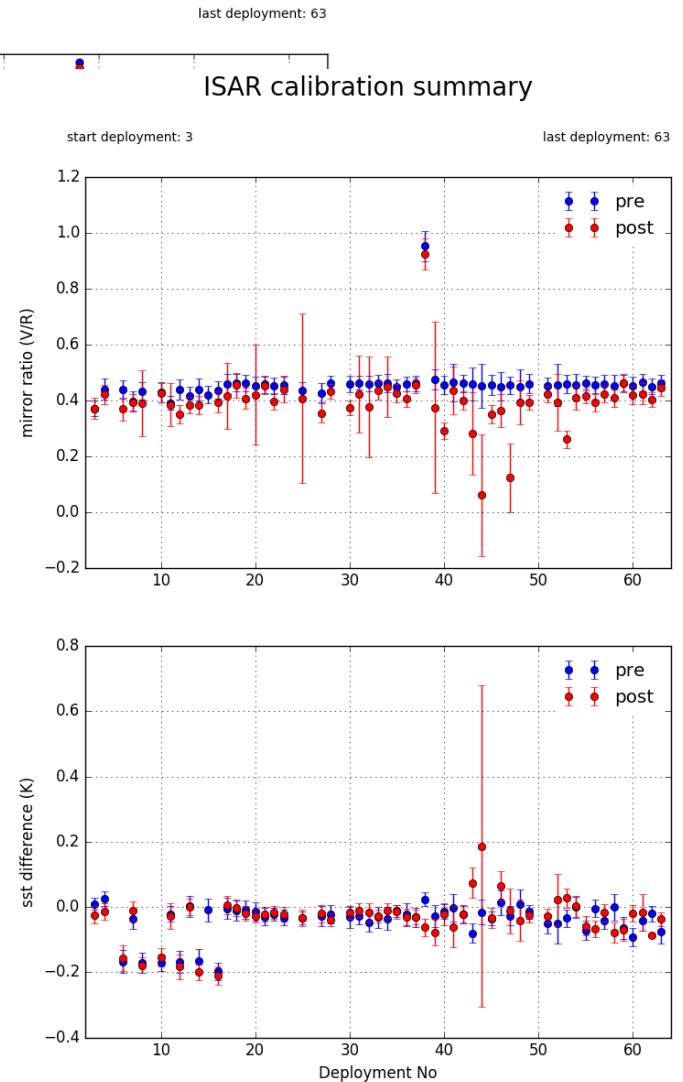 last deployment: 63
ISAR calibration summary
start deployment: 3
last deployment: 63
1.2
pre
post
1.0
0.8
0.6
0.4
0.2
0.0
−0.2
mirror ratio (V/R)
10
20
30
40
50
60
0.8
pre
post
0.6
0.4
0.2
0.0
−0.2
−0.4
sst difference (K)
10
20
30
40
50
60
Deployment No